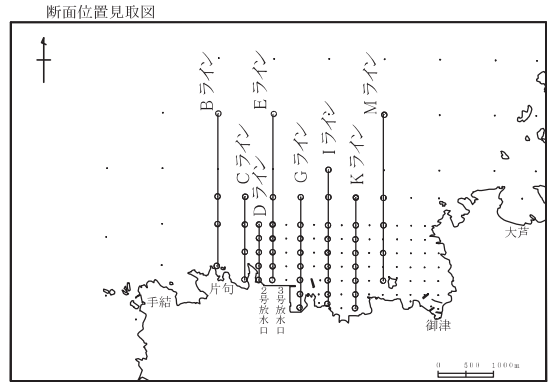 断面位置見取図
Bライン
Cライン
Dライン
Eライン
Gライン
Iライン
Kライン
Mライン
大芦
片句
手結
2号放水口
3号放水口
御津
0 500 1000m